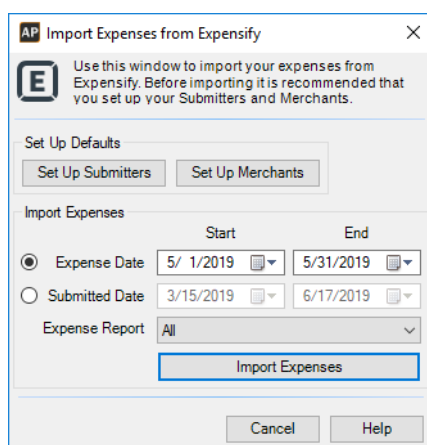 AP Import Expenses from Expensify
E
Use this window to import your expenses from
Expensify. Before importing it is recommended that
you set up your Submitters and Merchants.
Set Up Defaults
Set Up Submitters Set Up Merchants
Import Expenses
Start End
Expense Date 5/ 1/2019 5/31/2019
Submitted Date 3/15/2019 6/17/2019
Expense Report All
Import Expenses
Cancel Help